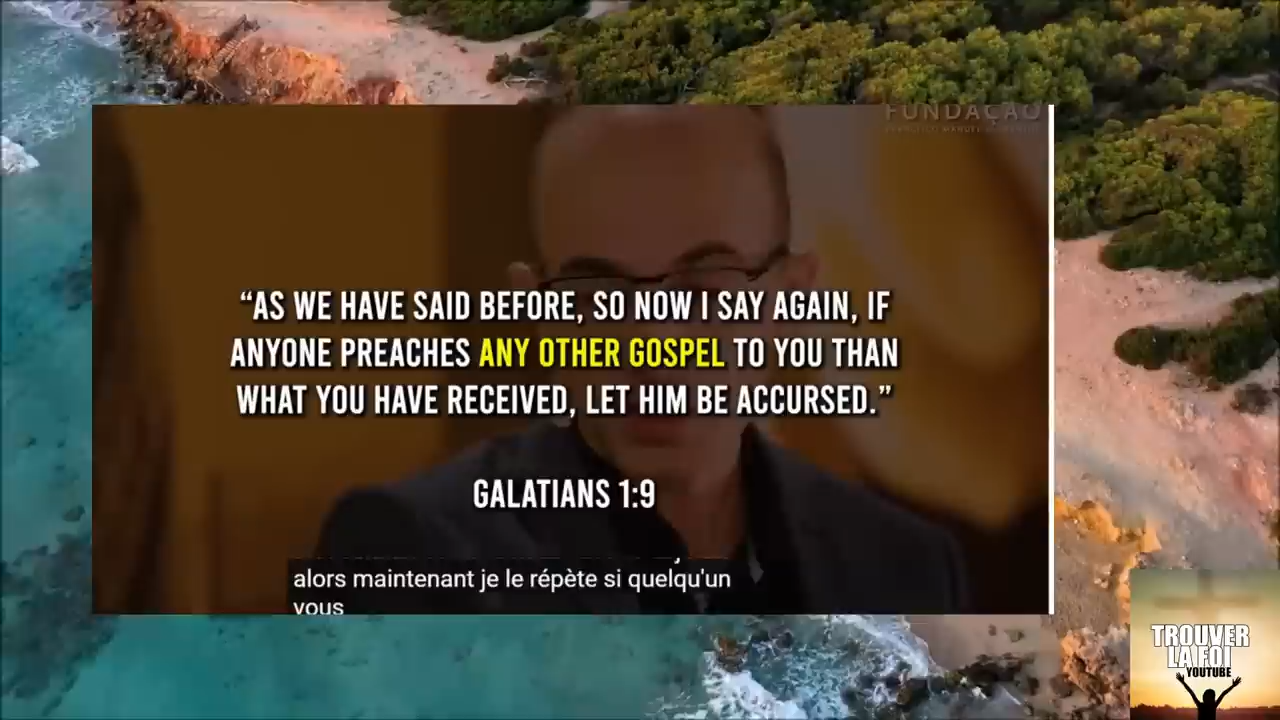 FUNDAÇÃO
“AS WE HAVE SAID BEFORE, SO NOW I SAY AGAIN, IF
ANYONE PREACHES ANY OTHER GOSPEL TO YOU THAN
WHAT YOU HAVE RECEIVED, LET HIM BE ACCURSED.”
GALATIANS 1:9
alors maintenant je le répète si quelqu'un
vous
TROUVER
LA FOI
YOUTUBE